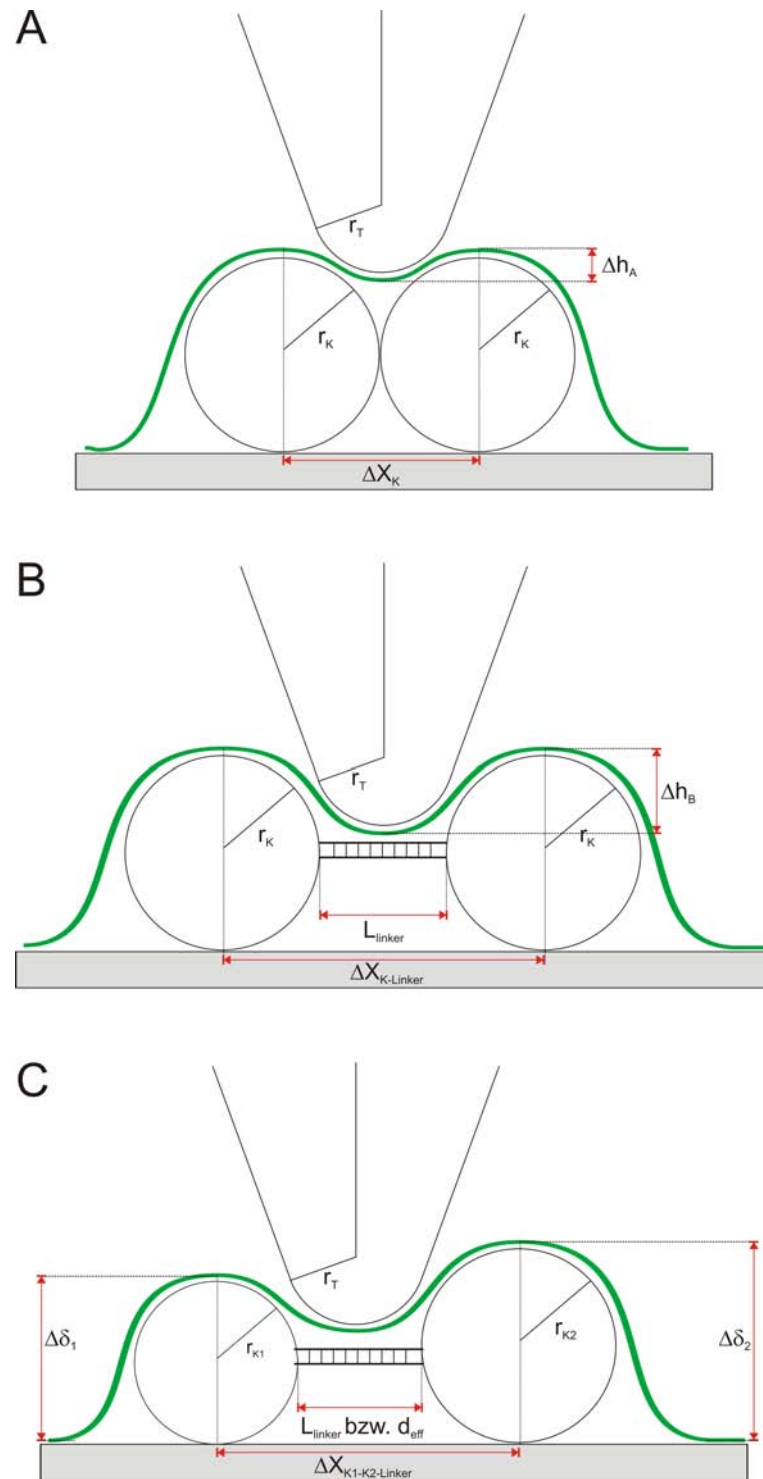 A
r_T
Δh_A
r_K
r_K
ΔX_K
B
r_T
Δh_B
r_K
r_K
L_linker
ΔX_K-Linker
C
r_T
Δδ_1
r_K1
r_K2
Δδ_2
L_linker bzw. d_eff
ΔX_K1-K2-Linker